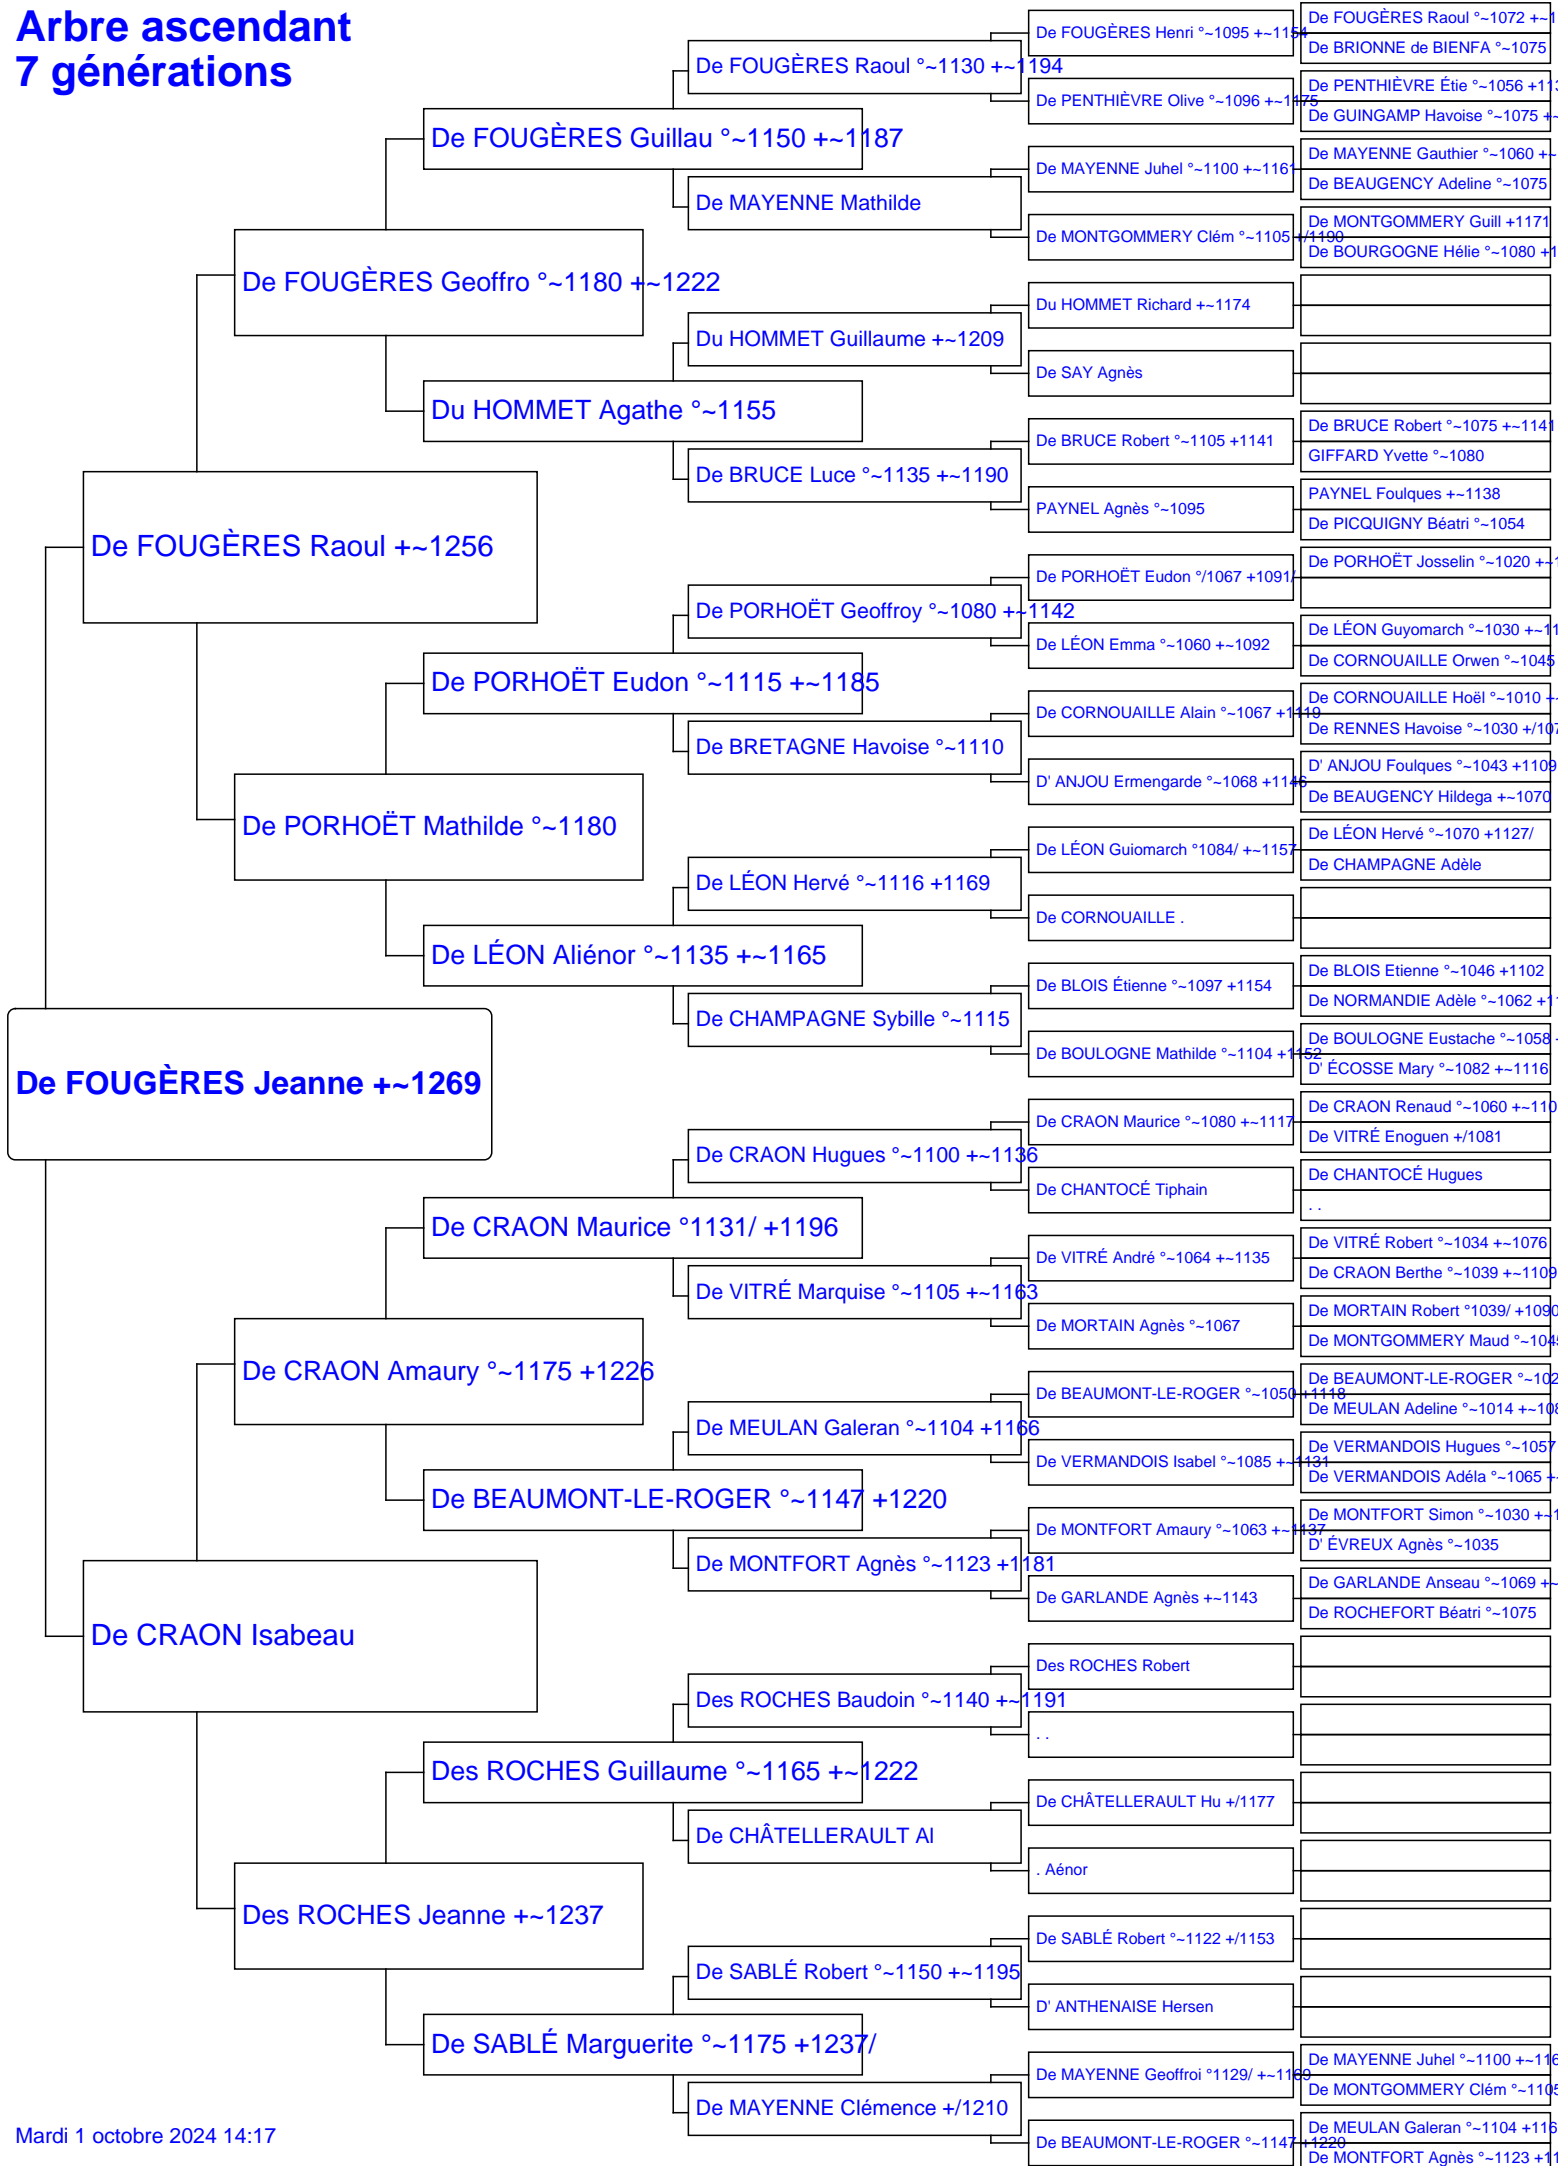 Arbre ascendant
7 générations
De FOUGÈRES Jeanne +~1269
De FOUGÈRES Raoul +~1256
De CRAON Isabeau
De FOUGÈRES Geoffro °~1180 +~1222
De PORHOËT Mathilde °~1180
De CRAON Amaury °~1175 +1226
Des ROCHES Jeanne +~1237
De FOUGÈRES Guillau °~1150 +~1187
Du HOMMET Agathe °~1155
De PORHOËT Eudon °~1115 +~1185
De LÉON Aliénor °~1135 +~1165
De CRAON Maurice °1131/ +1196
De BEAUMONT-LE-ROGER °~1147 +1220
Des ROCHES Guillaume °~1165 +~1222
De SABLÉ Marguerite °~1175 +1237/
De FOUGÈRES Raoul °~1130 +~1194
De MAYENNE Mathilde
Du HOMMET Guillaume +~1209
De BRUCE Luce °~1135 +~1190
De PORHOËT Geoffroy °~1080 +~1142
De BRETAGNE Havoise °~1110
De LÉON Hervé °~1116 +1169
De CHAMPAGNE Sybille °~1115
De CRAON Hugues °~1100 +~1136
De VITRÉ Marquise °~1105 +~1163
De MEULAN Galeran °~1104 +1166
De MONTFORT Agnès °~1123 +1181
Des ROCHES Baudoin °~1140 +~1191
De CHÂTELLERAULT Al
De SABLÉ Robert °~1150 +~1195
De MAYENNE Clémence +/1210
De FOUGÈRES Henri °~1095 +~1154
De PENTHIÈVRE Olive °~1096 +~1175
De MAYENNE Juhel °~1100 +~1161
De MONTGOMMERY Clém °~1105 +/1190
Du HOMMET Richard +~1174
De SAY Agnès
De BRUCE Robert °~1105 +1141
PAYNEL Agnès °~1095
De PORHOËT Eudon °/1067 +1091/
De LÉON Emma °~1060 +~1092
De CORNOUAILLE Alain °~1067 +1119
D' ANJOU Ermengarde °~1068 +1146
De LÉON Guiomarch °1084/ +~1157
De CORNOUAILLE .
De BLOIS Étienne °~1097 +1154
De BOULOGNE Mathilde °~1104 +1152
De CRAON Maurice °~1080 +~1117
De CHANTOCÉ Tiphain
De VITRÉ André °~1064 +~1135
De MORTAIN Agnès °~1067
De BEAUMONT-LE-ROGER °~1050 +1118
De VERMANDOIS Isabel °~1085 +~1131
De MONTFORT Amaury °~1063 +~1137
De GARLANDE Agnès +~1143
Des ROCHES Robert
. .
De CHÂTELLERAULT Hu +/1177
. Aénor
De SABLÉ Robert °~1122 +/1153
D' ANTHENAISE Hersen
De MAYENNE Geoffroi °1129/ +~1169
De BEAUMONT-LE-ROGER °~1147 +1220
De FOUGÈRES Raoul °~1072 +~1
De BRIONNE de BIENFA °~1075
De PENTHIÈVRE Étie °~1056 +113
De GUINGAMP Havoise °~1075 +~
De MAYENNE Gauthier °~1060 +~
De BEAUGENCY Adeline °~1075
De MONTGOMMERY Guill +1171
De BOURGOGNE Hélie °~1080 +1
De BRUCE Robert °~1075 +~1141
GIFFARD Yvette °~1080
PAYNEL Foulques +~1138
De PICQUIGNY Béatri °~1054
De PORHOËT Josselin °~1020 +~1
De LÉON Guyomarch °~1030 +~11
De CORNOUAILLE Orwen °~1045
De CORNOUAILLE Hoël °~1010 +~
De RENNES Havoise °~1030 +/107
D' ANJOU Foulques °~1043 +1109
De BEAUGENCY Hildega +~1070
De LÉON Hervé °~1070 +1127/
De CHAMPAGNE Adèle
De BLOIS Etienne °~1046 +1102
De NORMANDIE Adèle °~1062 +1
De BOULOGNE Eustache °~1058 +
D' ÉCOSSE Mary °~1082 +~1116
De CRAON Renaud °~1060 +~110
De VITRÉ Enoguen +/1081
De CHANTOCÉ Hugues
. .
De VITRÉ Robert °~1034 +~1076
De CRAON Berthe °~1039 +~1109
De MORTAIN Robert °1039/ +1090
De MONTGOMMERY Maud °~1045
De BEAUMONT-LE-ROGER °~102
De MEULAN Adeline °~1014 +~108
De VERMANDOIS Hugues °~1057
De VERMANDOIS Adéla °~1065 +~
De MONTFORT Simon °~1030 +~1
D' ÉVREUX Agnès °~1035
De GARLANDE Anseau °~1069 +~
De ROCHEFORT Béatri °~1075
De MAYENNE Juhel °~1100 +~116
De MONTGOMMERY Clém °~1105
De MEULAN Galeran °~1104 +116
De MONTFORT Agnès °~1123 +11
Mardi 1 octobre 2024 14:17